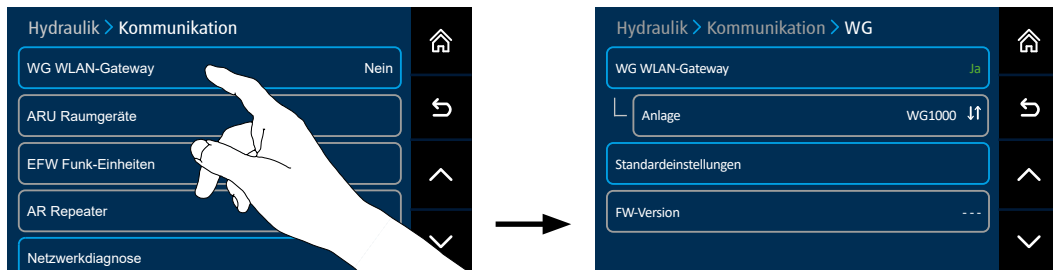 Hydraulik > Kommunikation
WG WLAN-Gateway Nein
ARU Raumgeräte
EFW Funk-Einheiten
AR Repeater
Netzwerkdiagnose
Hydraulik > Kommunikation > WG
WG WLAN-Gateway Ja
Anlage WG1000
Standardeinstellungen
FW-Version ---